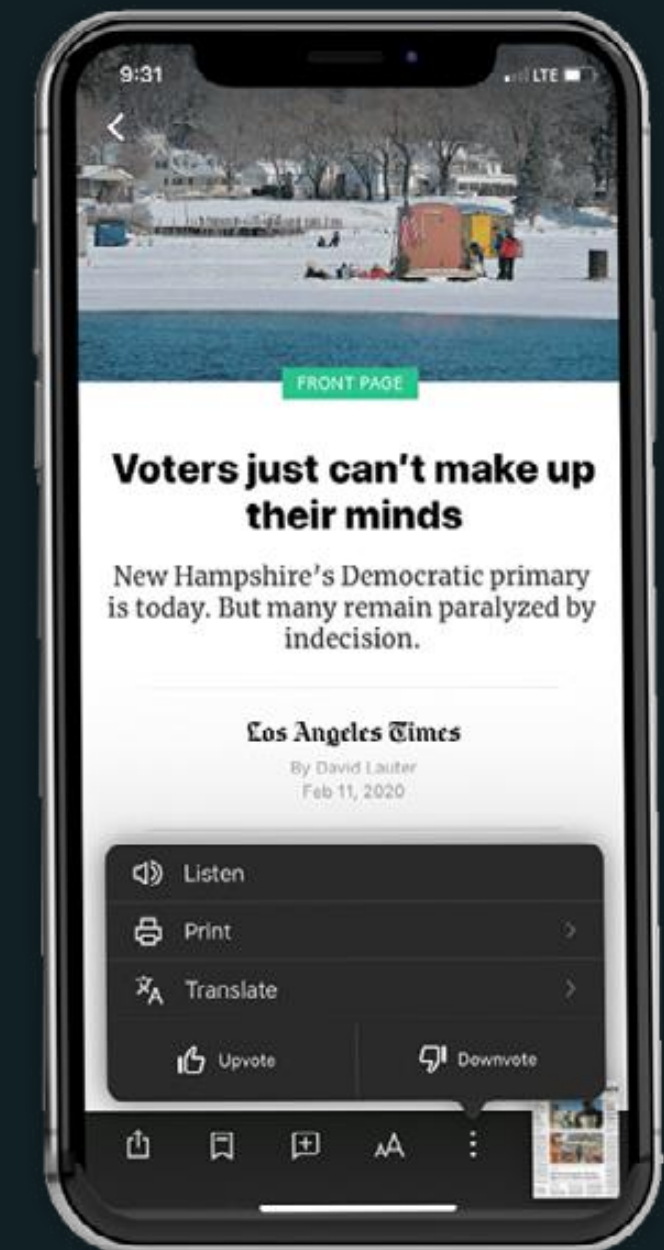 9:31
LTE
FRONT PAGE
Voters just can't make up
their minds
New Hampshire's Democratic primary
is today. But many remain paralyzed by
indecision.
Los Angeles Times
By David Lauter
Feb 11, 2020
Listen
Print
Translate
Upvote
Downvote
AA